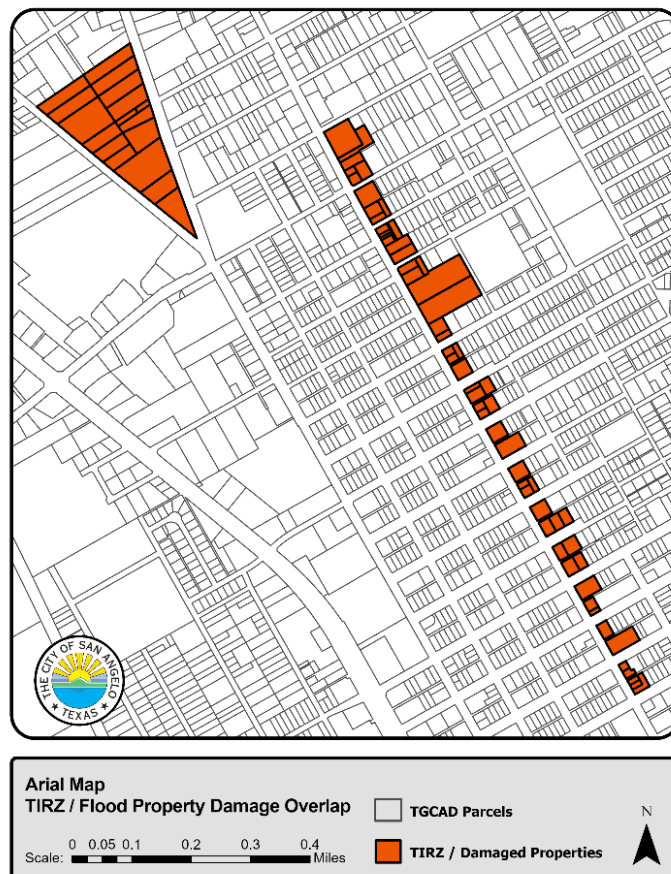 THE CITY OF SAN ANGELO
TEXAS
Arial Map
TIRZ / Flood Property Damage Overlap
Scale: 0 0.05 0.1 0.2 0.3 0.4 Miles
TGCAD Parcels
TIRZ / Damaged Properties
N